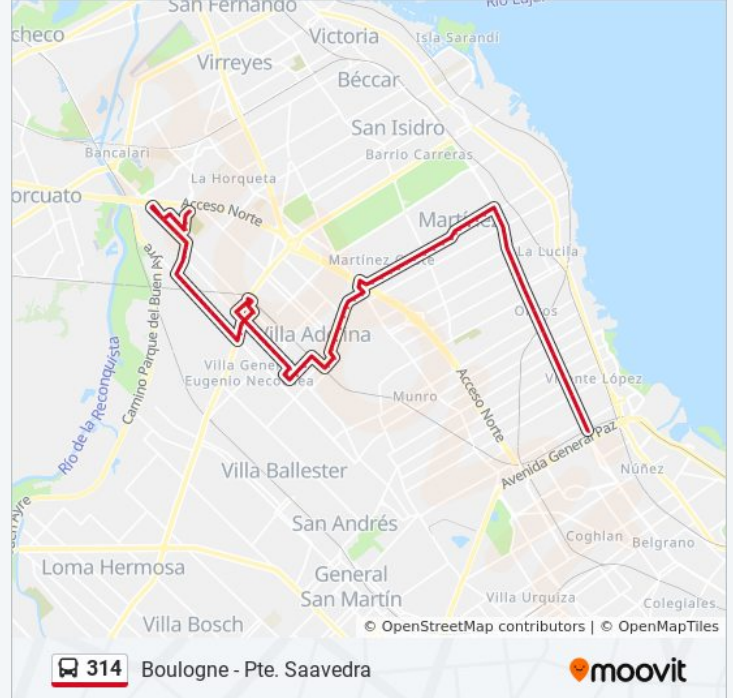 San Fernando
Río Luján
checo
Victoria
Isla Sarandí
Virreyes
Béccar
San Isidro
Bancalari
Barrio Carreras
La Horqueta
orcuato
Acceso Norte
Martínez
La Lucila
Martínez Oeste
Camino Parque del Buen Ayre
Olivos
Villa Adelina
Río de la Reconquista
Villa General
Eugenio Necochea
Vicente López
Acceso Norte
Munro
Avenida General Paz
Villa Ballester
Núñez
San Andrés
Coghlan
Belgrano
Loma Hermosa
General
San Martín
Villa Urquiza
Colegiales
Villa Bosch
© OpenStreetMap contributors | © OpenMapTiles
314 Boulogne - Pte. Saavedra
moovit